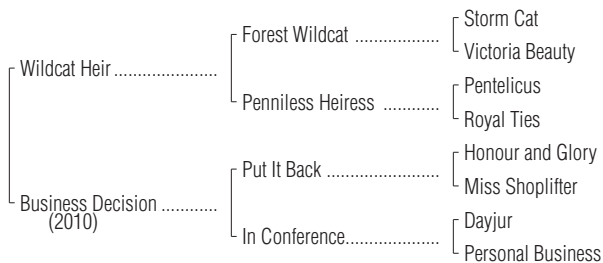 Storm Cat
Forest Wildcat ..................
Victoria Beauty
Wildcat Heir ......................
Pentelicus
Penniless Heiress ............
Royal Ties
Honour and Glory
Put It Back ........................
Miss Shoplifter
Business Decision ............
(2010)
Dayjur
In Conference....................
Personal Business